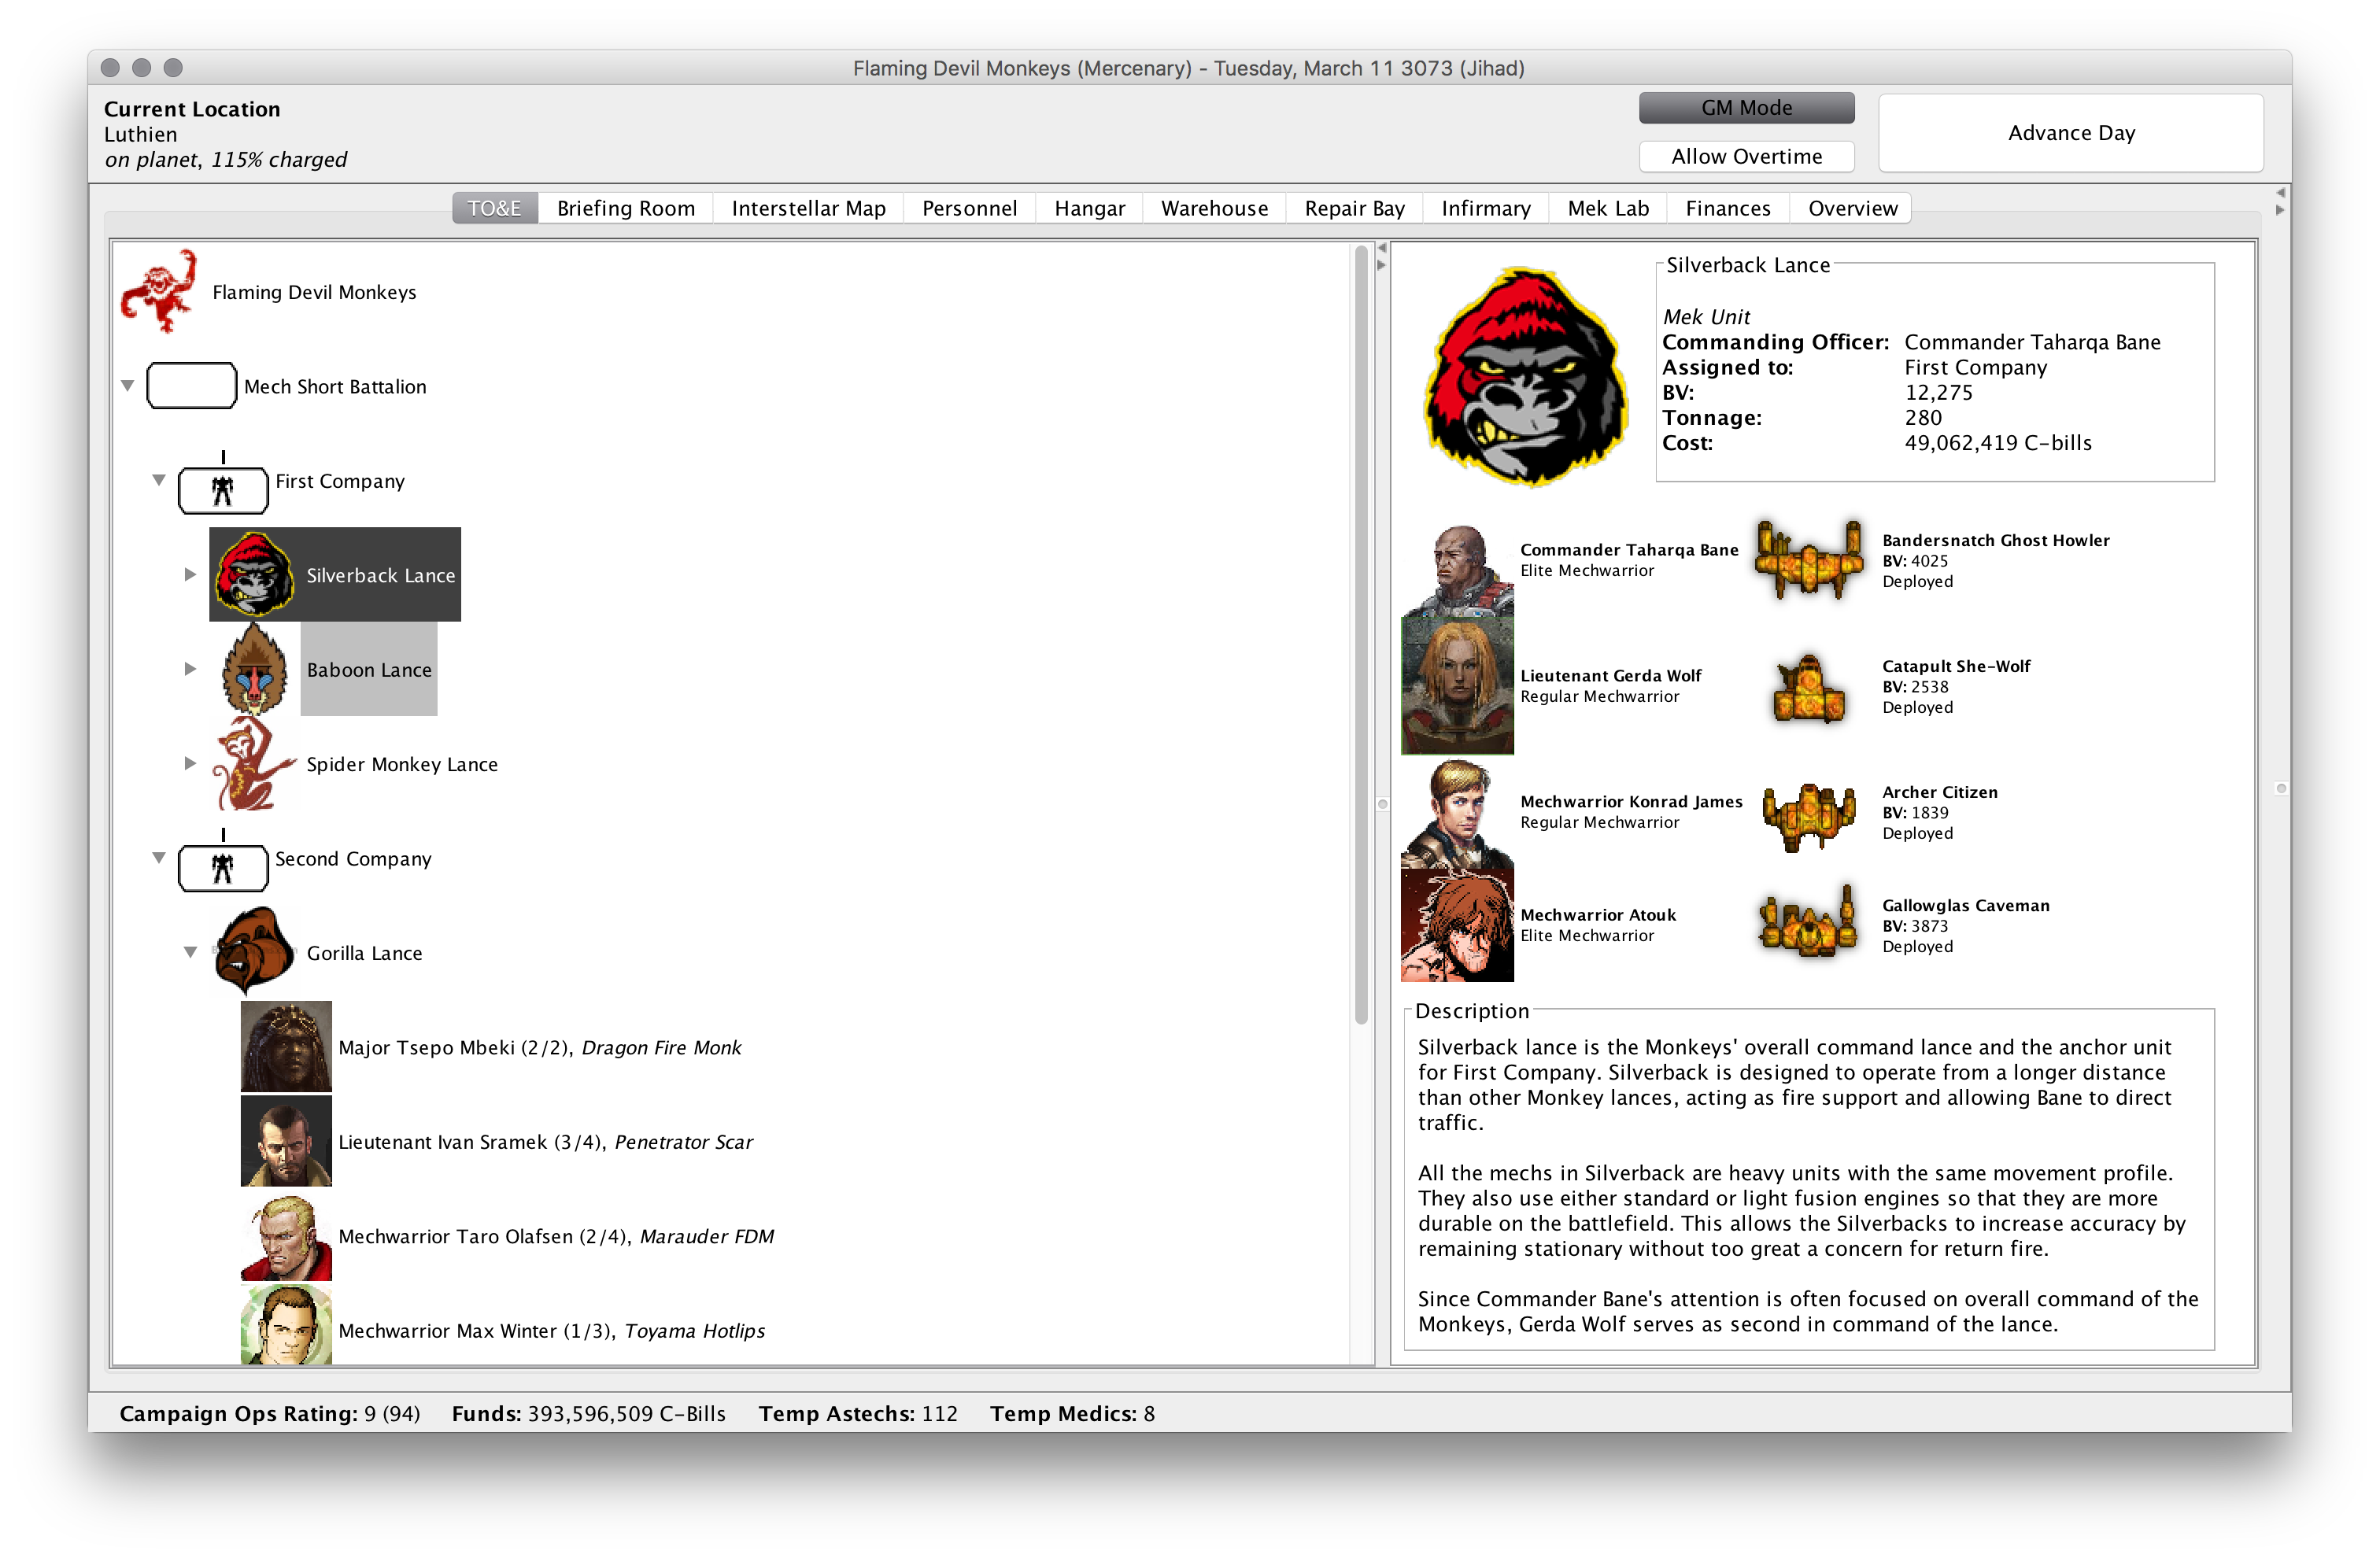 Flaming Devil Monkeys (Mercenary) - Tuesday, March 11 3073 (Jihad)
Current Location
Luthien
on planet, 115% charged
GM Mode
Allow Overtime
Advance Day
TO&E
Briefing Room
Interstellar Map
Personnel
Hangar
Warehouse
Repair Bay
Infirmary
Mek Lab
Finances
Overview
Flaming Devil Monkeys
Mech Short Battalion
First Company
Silverback Lance
Baboon Lance
Spider Monkey Lance
Second Company
Gorilla Lance
Major Tsepo Mbeki (2/2), Dragon Fire Monk
Lieutenant Ivan Sramek (3/4), Penetrator Scar
Mechwarrior Taro Olafsen (2/4), Marauder FDM
Mechwarrior Max Winter (1/3), Toyama Hotlips
Silverback Lance
Mek Unit
Commanding Officer: Commander Taharqa Bane
Assigned to: First Company
BV: 12,275
Tonnage: 280
Cost: 49,062,419 C-bills
Commander Taharqa Bane
Elite Mechwarrior
Bandersnatch Ghost Howler
BV: 4025
Deployed
Lieutenant Gerda Wolf
Regular Mechwarrior
Catapult She-Wolf
BV: 2538
Deployed
Mechwarrior Konrad James
Regular Mechwarrior
Archer Citizen
BV: 1839
Deployed
Mechwarrior Atouk
Elite Mechwarrior
Gallowglas Caveman
BV: 3873
Deployed
Description
Silverback lance is the Monkeys' overall command lance and the anchor unit
for First Company. Silverback is designed to operate from a longer distance
than other Monkey lances, acting as fire support and allowing Bane to direct
traffic.
All the mechs in Silverback are heavy units with the same movement profile.
They also use either standard or light fusion engines so that they are more
durable on the battlefield. This allows the Silverbacks to increase accuracy by
remaining stationary without too great a concern for return fire.
Since Commander Bane's attention is often focused on overall command of the
Monkeys, Gerda Wolf serves as second in command of the lance.
Campaign Ops Rating: 9 (94)
Funds: 393,596,509 C-Bills
Temp Astechs: 112
Temp Medics: 8